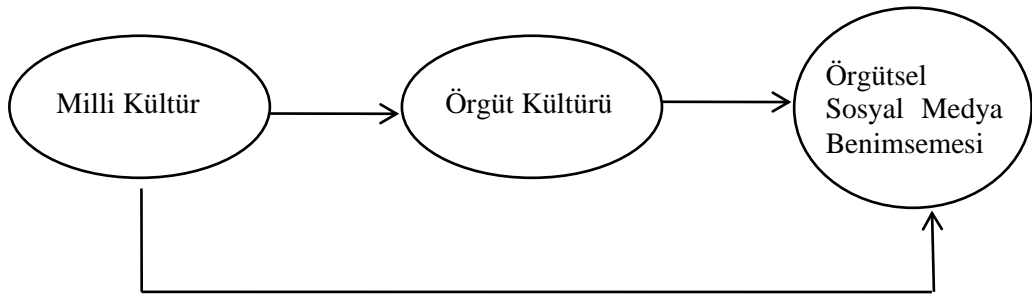 Milli Kültür
Örgüt Kültürü
Örgütsel
Sosyal Medya
Benimsemesi